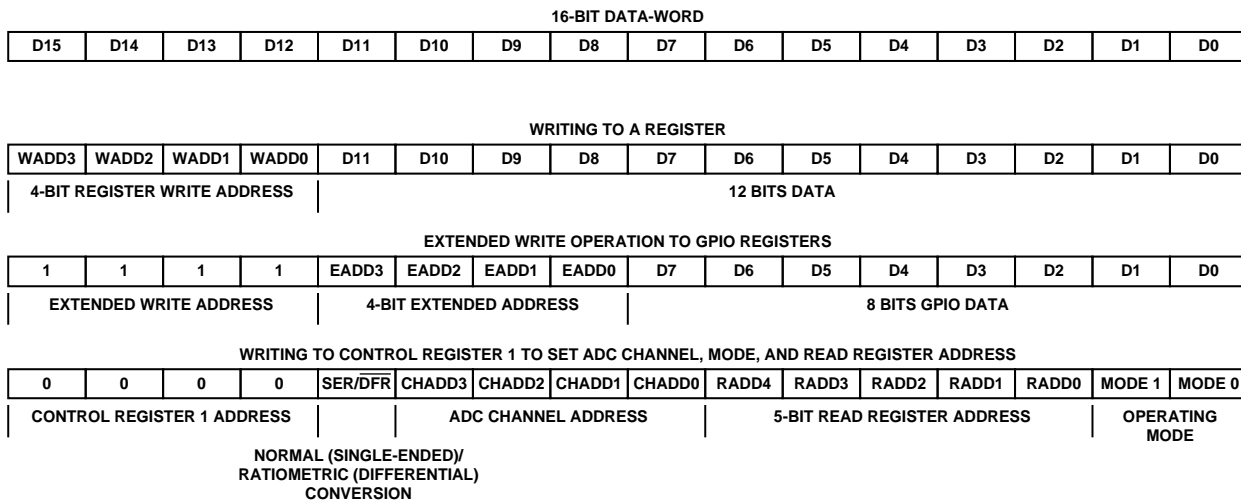 16-BIT DATA-WORD
D15 D14 D13 D12 D11 D10 D9 D8 D7 D6 D5 D4 D3 D2 D1 D0
WRITING TO A REGISTER
WADD3 WADD2 WADD1 WADD0 D11 D10 D9 D8 D7 D6 D5 D4 D3 D2 D1 D0
4-BIT REGISTER WRITE ADDRESS 12 BITS DATA
EXTENDED WRITE OPERATION TO GPIO REGISTERS
1 1 1 1 EADD3 EADD2 EADD1 EADD0 D7 D6 D5 D4 D3 D2 D1 D0
EXTENDED WRITE ADDRESS 4-BIT EXTENDED ADDRESS 8 BITS GPIO DATA
WRITING TO CONTROL REGISTER 1 TO SET ADC CHANNEL, MODE, AND READ REGISTER ADDRESS
0 0 0 0 SER/DFR CHADD3 CHADD2 CHADD1 CHADD0 RADD4 RADD3 RADD2 RADD1 RADD0 MODE 1 MODE 0
CONTROL REGISTER 1 ADDRESS ADC CHANNEL ADDRESS 5-BIT READ REGISTER ADDRESS OPERATING
MODE
NORMAL (SINGLE-ENDED)/
RATIOMETRIC (DIFFERENTIAL)
CONVERSION